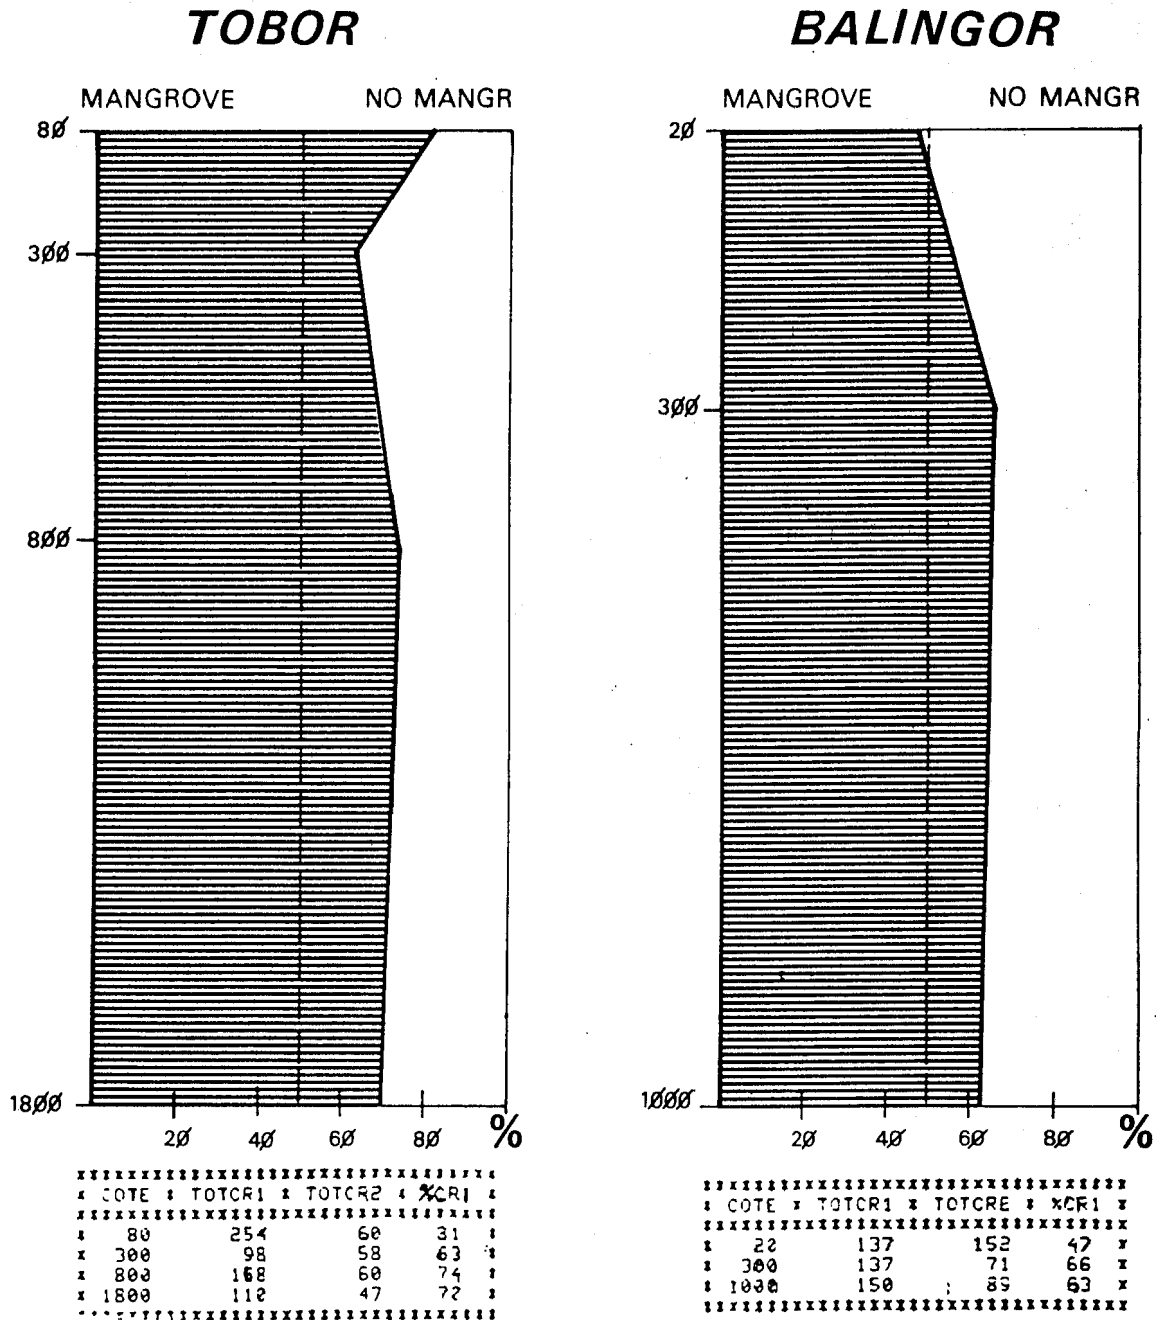 TOBOR
MANGROVE NO MANGR
8Ø
3ØØ
8ØØ
18ØØ
2Ø 4Ø 6Ø 8Ø %
COTE TOTCR1 TOTCR2 %CR1
80 254 60 31
300 98 58 63
800 168 60 74
1800 110 47 72
BALINGOR
MANGROVE NO MANGR
2Ø
3ØØ
1ØØØ
2Ø 4Ø 6Ø 8Ø %
COTE TOTCR1 TOTCRE %CR1
20 137 152 47
300 137 71 66
1000 150 89 63